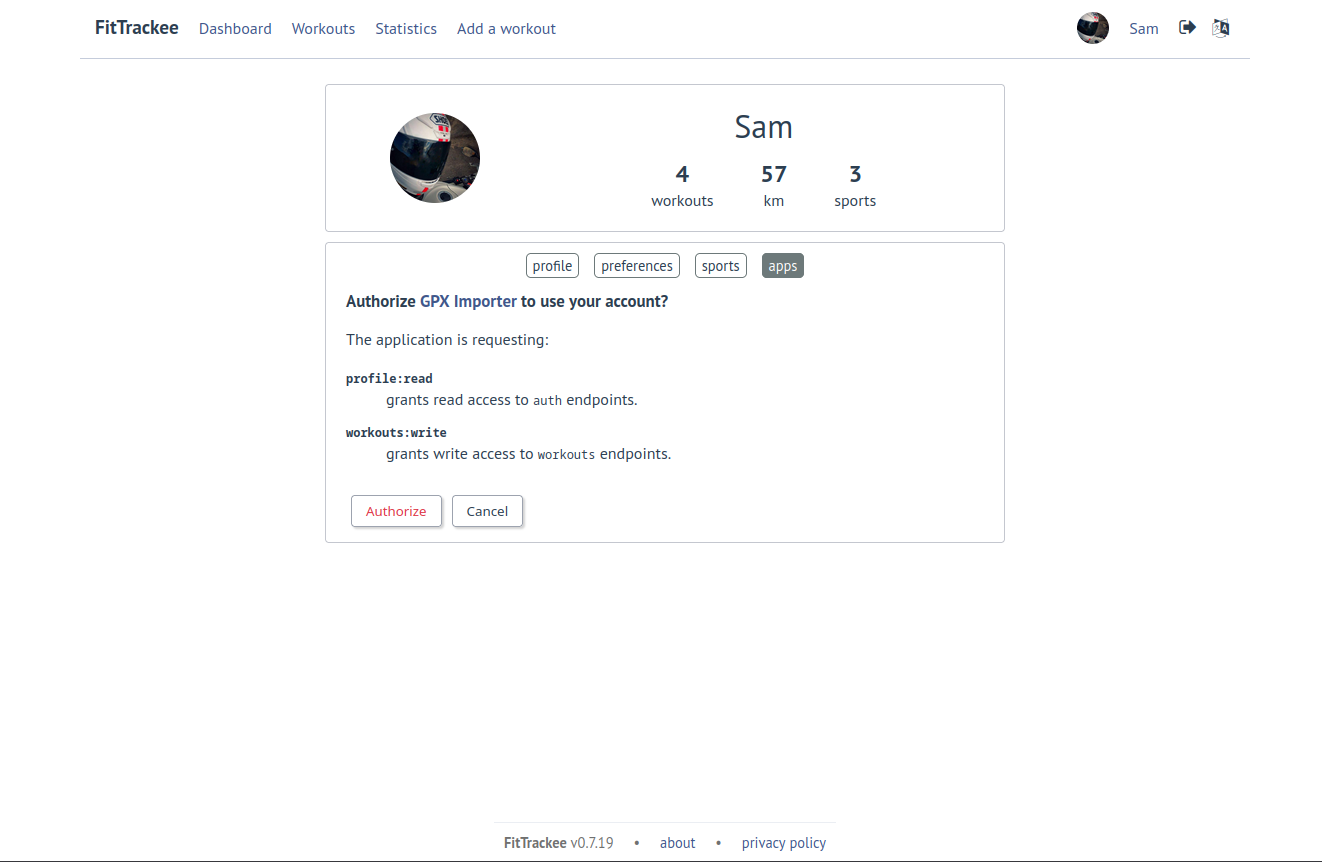 FitTrackee Dashboard Workouts Statistics Add a workout Sam
Sam
4 57 3
workouts km sports
profile preferences sports apps
Authorize GPX Importer to use your account?
The application is requesting:
profile:read
grants read access to auth endpoints.
workouts:write
grants write access to workouts endpoints.
Authorize Cancel
FitTrackee v0.7.19 • about • privacy policy